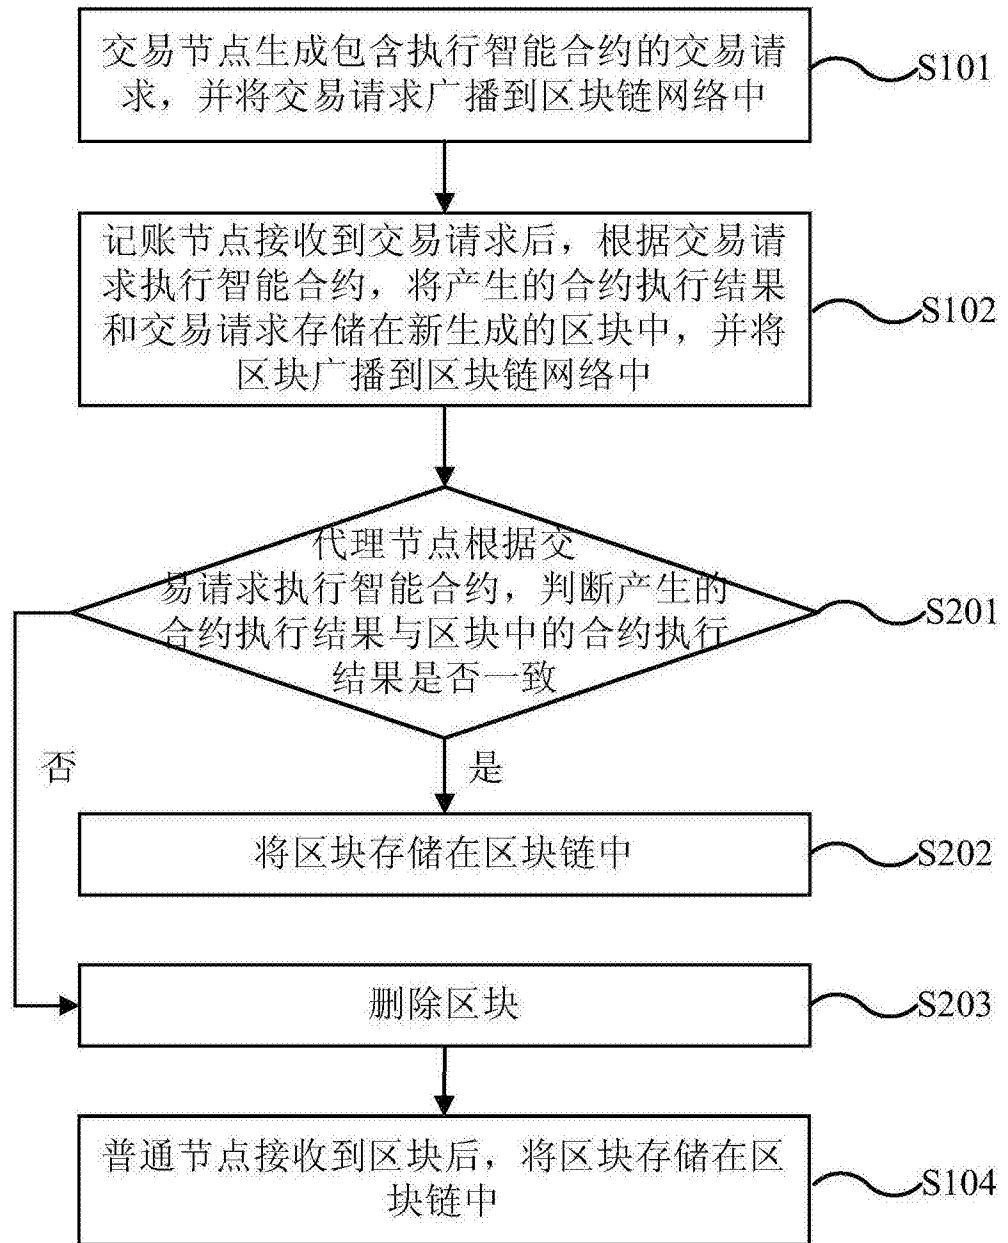 交易节点生成包含执行智能合约的交易请
求，并将交易请求广播到区块链网络中
S101
记账节点接收到交易请求后，根据交易请
求执行智能合约，将产生的合约执行结果
和交易请求存储在新生成的区块中，并将
区块广播到区块链网络中
S102
代理节点根据交
易请求执行智能合约，判断产生的
合约执行结果与区块中的合约执行
结果是否一致
S201
否
是
将区块存储在区块链中
S202
删除区块
S203
普通节点接收到区块后，将区块存储在区
块链中
S104